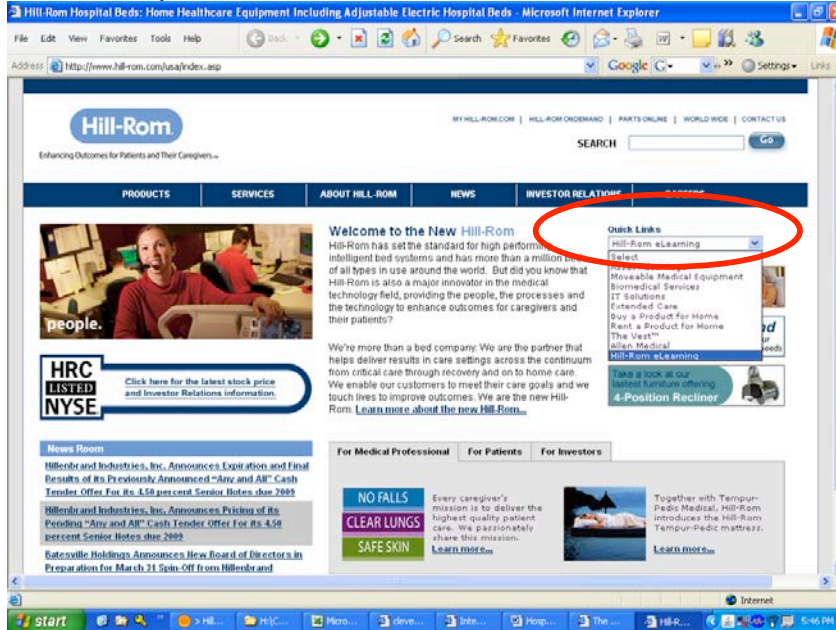 Hill-Rom Hospital Beds: Home Healthcare Equipment Including Adjustable Electric Hospital Beds - Microsoft Internet Explorer
File Edit View Favorites Tools Help
Back Search Favorites
Address http://www.hill-rom.com/usa/index.asp Google Settings Links
Hill-Rom
Enhancing Outcomes for Patients and Their Caregivers
MY HILL-ROM.COM | HILL-ROM ONDEMAND | PARTS ONLINE | WORLD WIDE | CONTACT US
SEARCH Go
PRODUCTS SERVICES ABOUT HILL-ROM NEWS INVESTOR RELATIONS CAREERS
people.
HRC
LISTED
NYSE
Click here for the latest stock price
and Investor Relations information.
Welcome to the New Hill-Rom
Hill-Rom has set the standard for high performing,
intelligent bed systems and has more than a million beds
of all types in use around the world. But did you know that
Hill-Rom is also a major innovator in the medical
technology field, providing the people, the processes and
the technology to enhance outcomes for caregivers and
their patients?
We're more than a bed company. We are the partner that
helps deliver results in care settings across the continuum
from critical care through recovery and on to home care.
We enable our customers to meet their care goals and we
touch lives to improve outcomes. We are the new Hill-
Rom. Learn more about the new Hill-Rom...
Quick Links
Hill-Rom eLearning
Select
Moveable Medical Equipment
Biomedical Services
IT Solutions
Extended Care
Buy a Product for Home
Rent a Product for Home
The Vest™
Allen Medical
Hill-Rom eLearning
Take a look at our
lastest furniture offering
4-Position Recliner
News Room
Hillenbrand Industries, Inc. Announces Expiration and Final
Results of its Previously Announced "Any and All" Cash
Tender Offer For its 4.50 percent Senior Notes due 2009
Hillenbrand Industries, Inc. Announces Pricing of its
Pending "Any and All" Cash Tender Offer For its 4.50
percent Senior Notes due 2009
Batesville Holdings Announces New Board of Directors in
Preparation for March 31 Spin-Off from Hillenbrand
For Medical Professional For Patients For Investors
NO FALLS
CLEAR LUNGS
SAFE SKIN
Every caregiver's
mission is to deliver the
highest quality patient
care. We passionately
share this mission.
Learn more...
Together with Tempur-
Pedic Medical, Hill-Rom
introduces the Hill-Rom
Tempur-Pedic mattress.
Learn more...
Internet
start > Hil... H:\C... Micro... deve... Inte... Hosp... The ... Hill-R... 5:46 PM